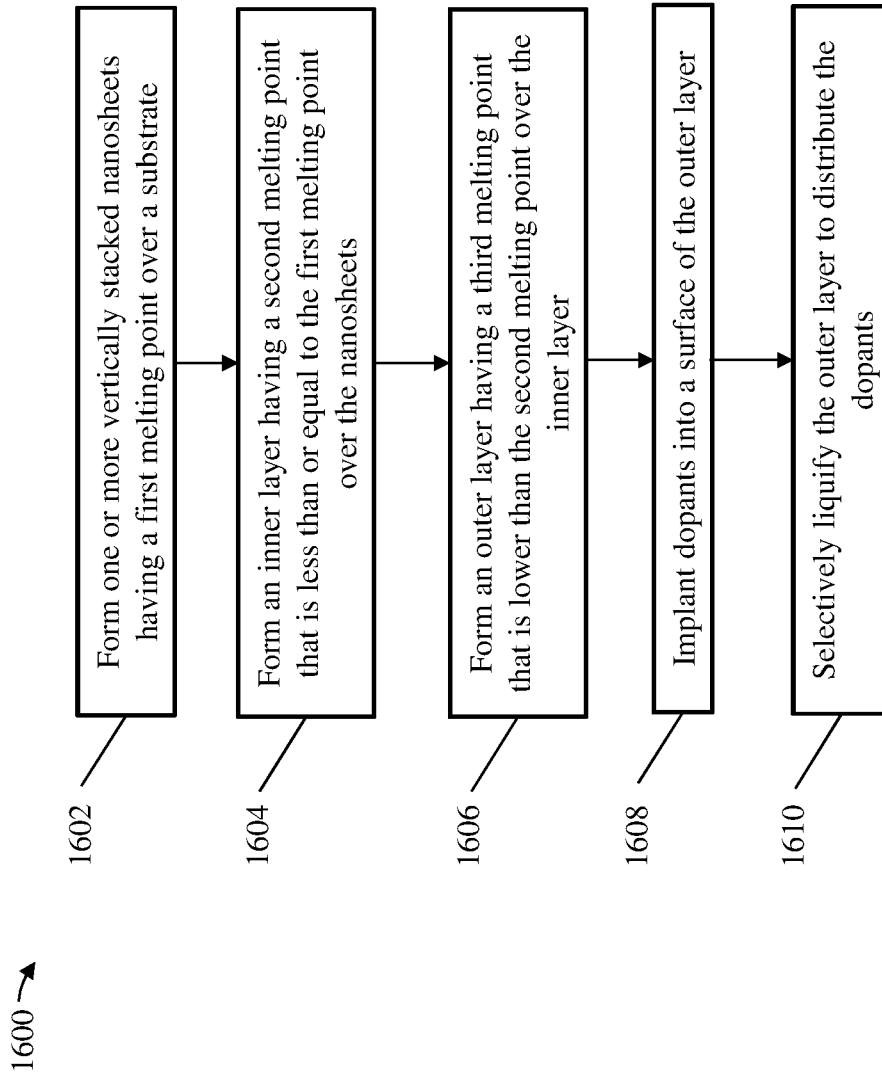 1600
1602
Form one or more vertically stacked nanosheets
having a first melting point over a substrate
1604
Form an inner layer having a second melting point
that is less than or equal to the first melting point
over the nanosheets
1606
Form an outer layer having a third melting point
that is lower than the second melting point over the
inner layer
1608
Implant dopants into a surface of the outer layer
1610
Selectively liquify the outer layer to distribute the
dopants